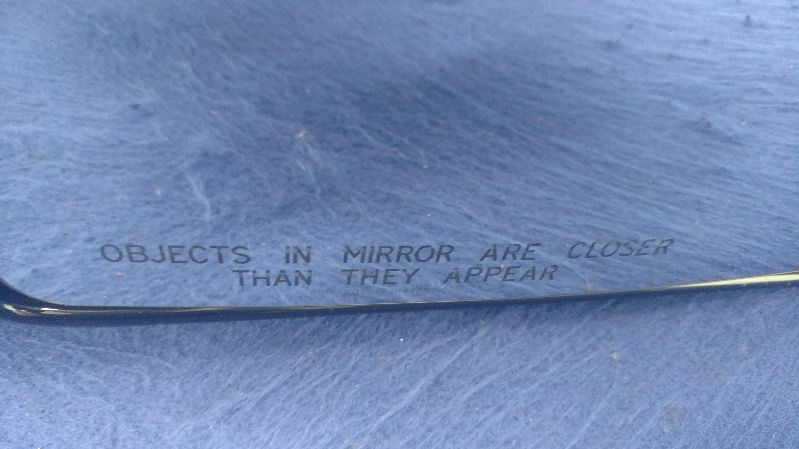 OBJECTS IN MIRROR ARE CLOSER
THAN THEY APPEAR